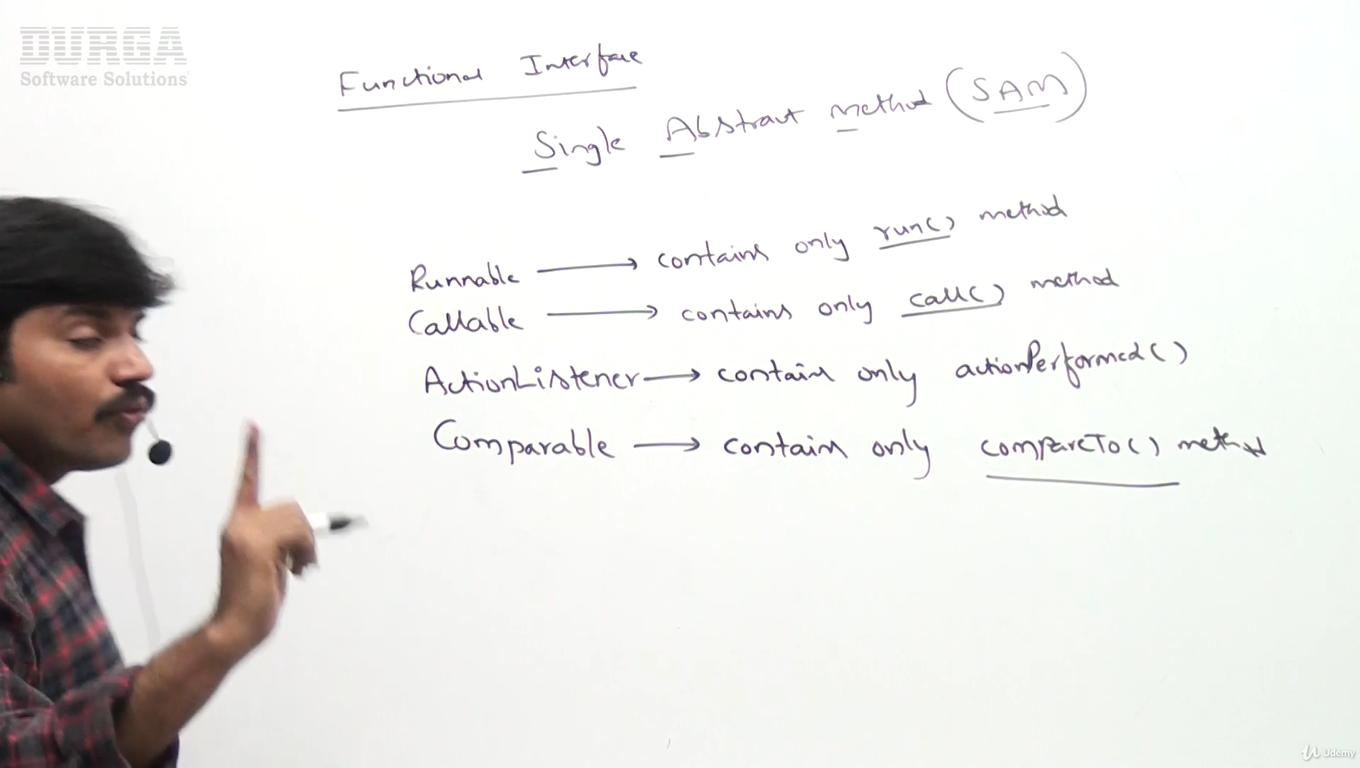 DURGA
Software Solutions
Functional Interface
Single Abstract Method (SAM)
Runnable → contains only run() method
Callable → contains only call() method
ActionListener → contain only actionPerformed()
Comparable → contain only compareTo() method
Udemy